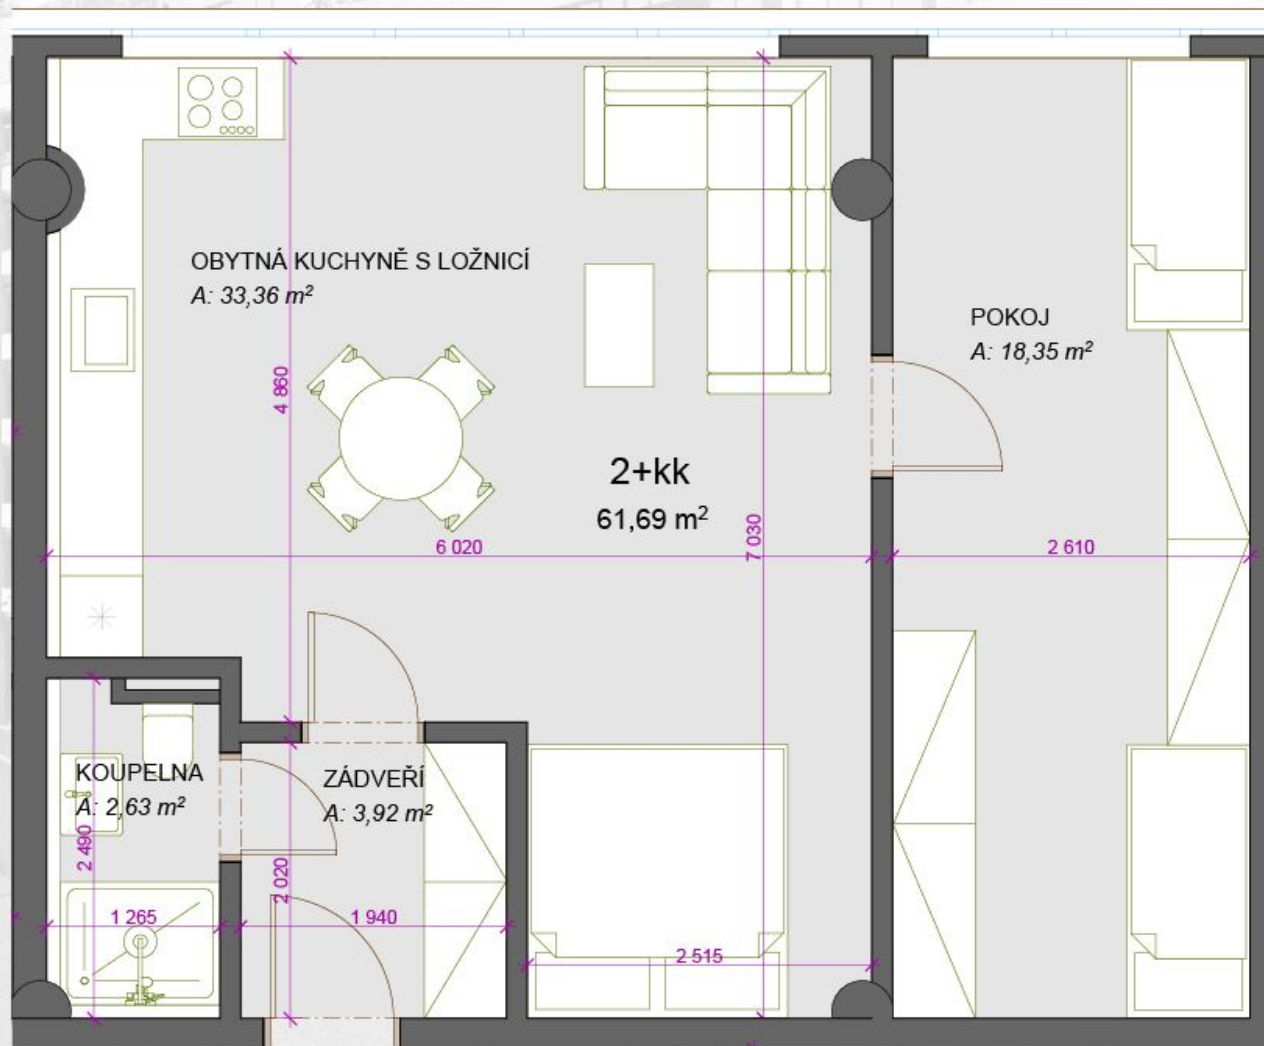 OBYTNÁ KUCHYNĚ S LOŽNICÍ
A: 33,36 m²
POKOJ
A: 18,35 m²
4 860
2+kk
61,69 m²
7 030
6 020
2 610
KOUPELNA
A: 2,63 m²
ZÁDVEŘÍ
A: 3,92 m²
2 490
2 020
1 265
1 940
2 515